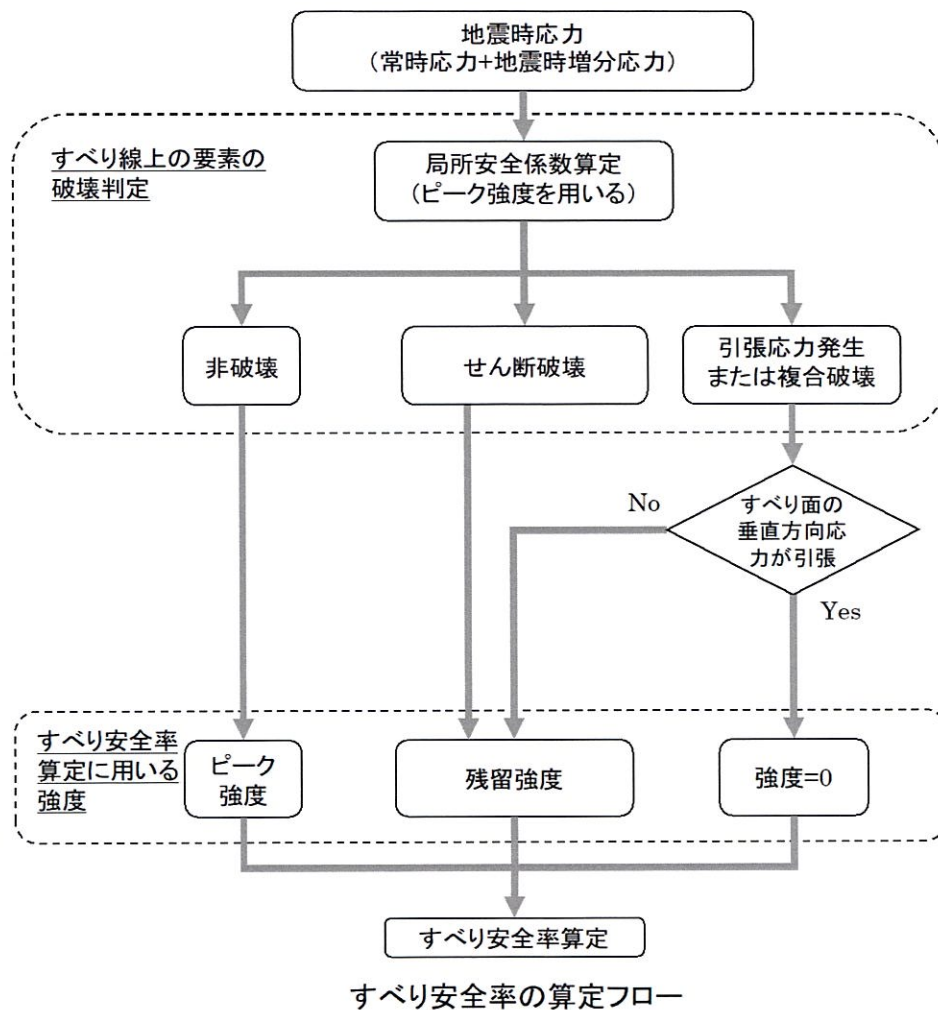 地震時応力
（常時応力+地震時増分応力）
すべり線上の要素の
破壊判定
局所安全係数算定
（ピーク強度を用いる）
非破壊
せん断破壊
引張応力発生
または複合破壊
No
すべり面の
垂直方向応
力が引張
Yes
すべり安全率
算定に用いる
強度
ピーク
強度
残留強度
強度=0
すべり安全率算定
すべり安全率の算定フロー